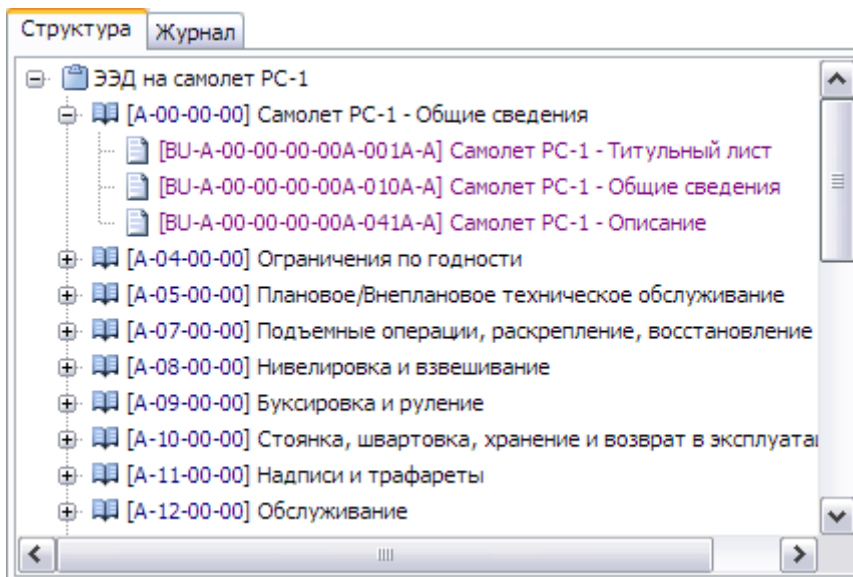 Структура Журнал
ЭЭД на самолет РС-1
[A-00-00-00] Самолет РС-1 - Общие сведения
[BU-A-00-00-00-00A-001A-A] Самолет РС-1 - Титульный лист
[BU-A-00-00-00-00A-010A-A] Самолет РС-1 - Общие сведения
[BU-A-00-00-00-00A-041A-A] Самолет РС-1 - Описание
[A-04-00-00] Ограничения по годности
[A-05-00-00] Плановое/Внеплановое техническое обслуживание
[A-07-00-00] Подъемные операции, раскрепление, восстановление
[A-08-00-00] Нивелировка и взвешивание
[A-09-00-00] Буксировка и руление
[A-10-00-00] Стоянка, швартовка, хранение и возврат в эксплуата
[A-11-00-00] Надписи и трафареты
[A-12-00-00] Обслуживание